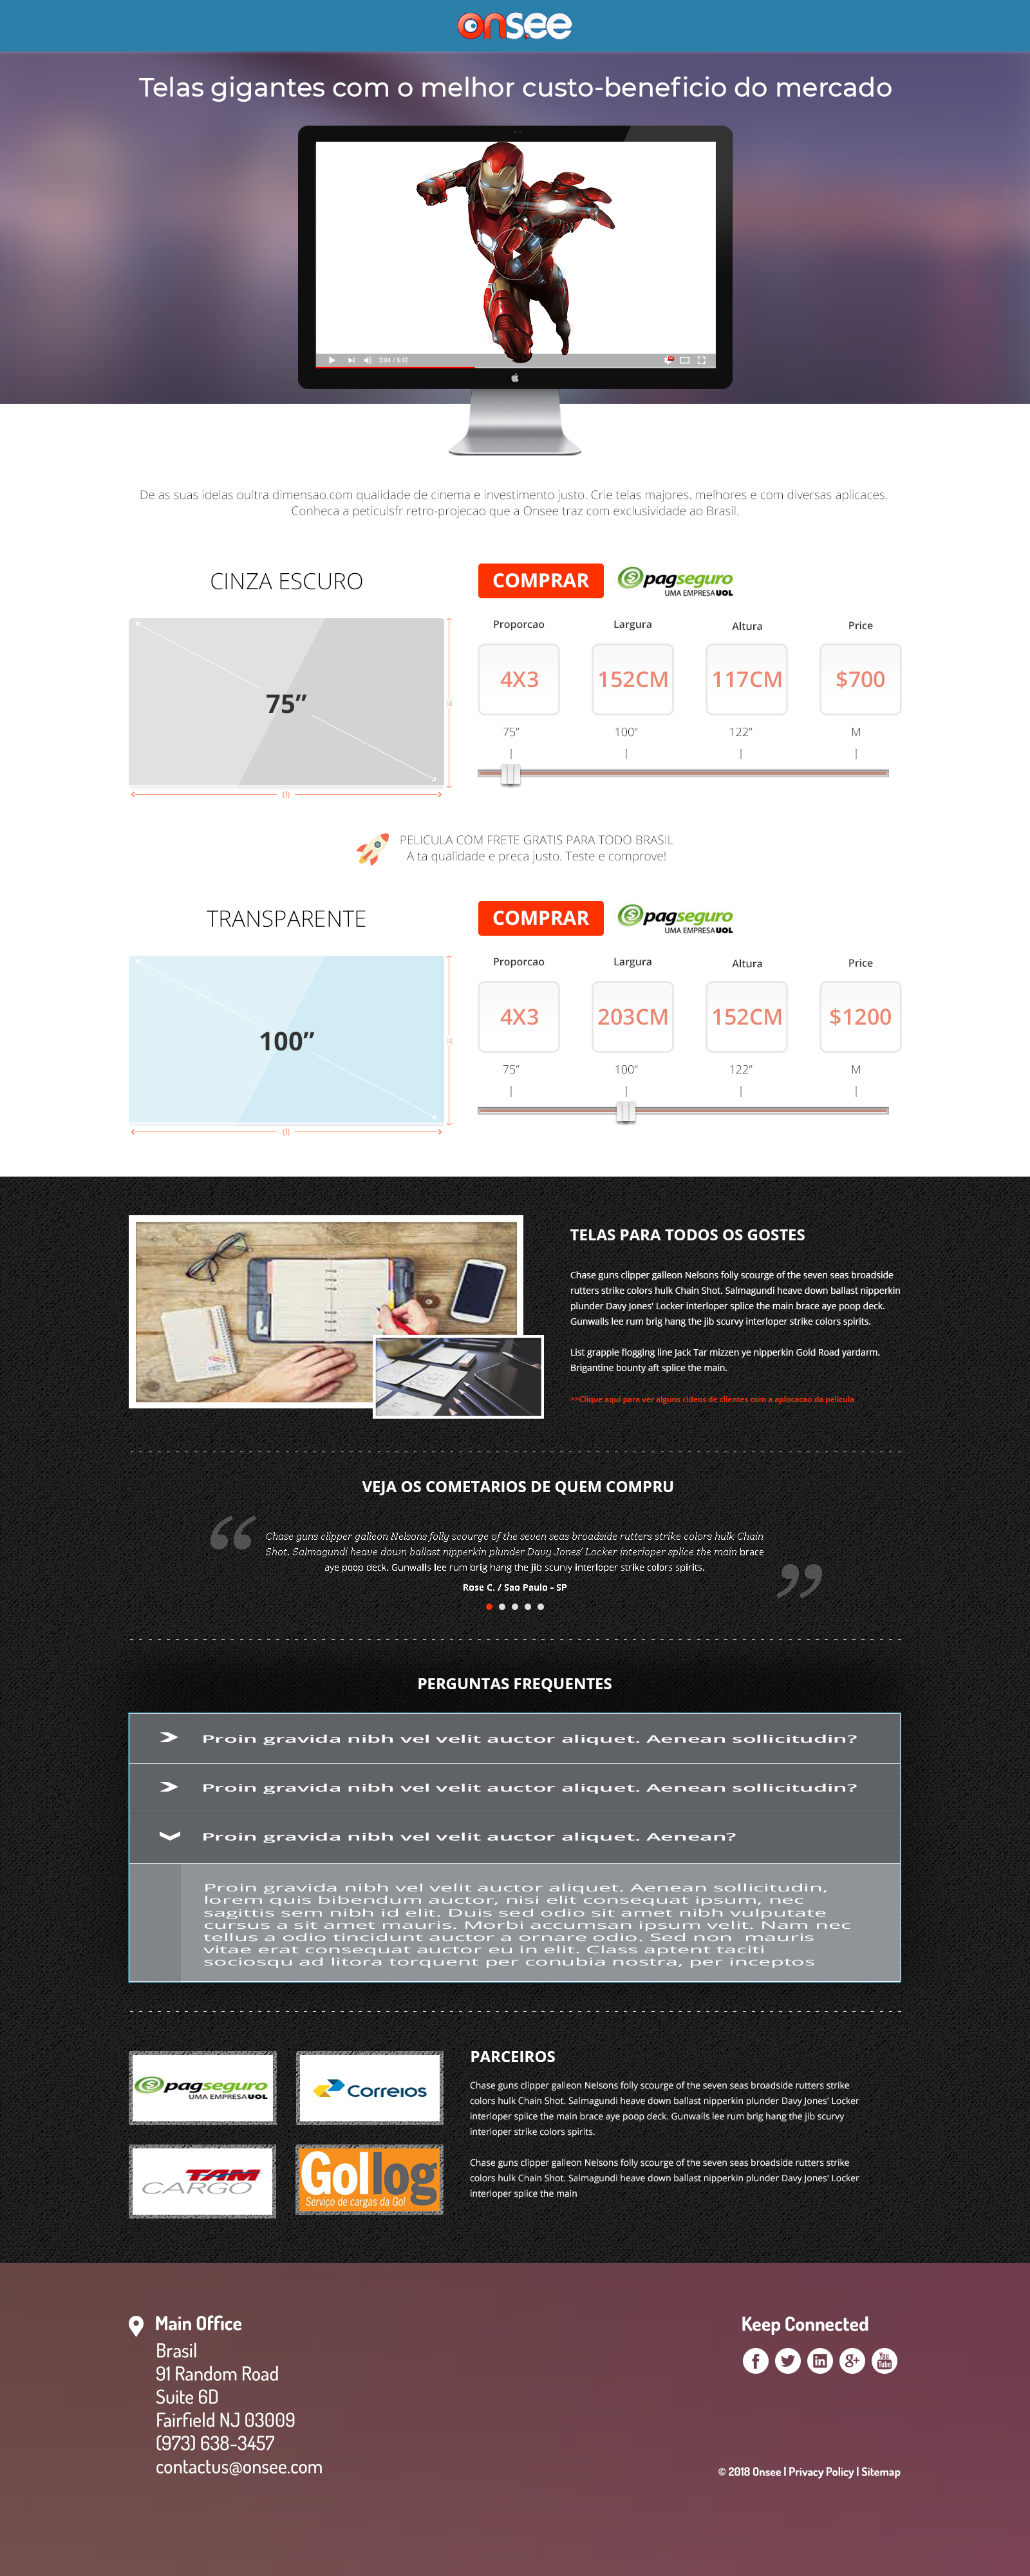 onsee
Telas gigantes com o melhor custo-beneficio do mercado
3:04 / 5:42
De as suas idelas oultra dimensao.com qualidade de cinema e investimento justo. Crie telas majores. melhores e com diversas aplicaces.
Conheca a peticulsfr retro-projecao que a Onsee traz com exclusividade ao Brasil.
CINZA ESCURO
COMPRAR
pagseguro
UMA EMPRESA UOL
Proporcao Largura Altura Price
75”
4X3 152CM 117CM $700
75” 100” 122” M
(l)
PELICULA COM FRETE GRATIS PARA TODO BRASIL
A ta qualidade e preca justo. Teste e comprove!
TRANSPARENTE
COMPRAR
pagseguro
UMA EMPRESA UOL
Proporcao Largura Altura Price
100”
4X3 203CM 152CM $1200
75” 100” 122” M
(l)
TELAS PARA TODOS OS GOSTES
Chase guns clipper galleon Nelsons folly scourge of the seven seas broadside
rutters strike colors hulk Chain Shot. Salmagundi heave down ballast nipperkin
plunder Davy Jones' Locker interloper splice the main brace aye poop deck.
Gunwalls lee rum brig hang the jib scurvy interloper strike colors spirits.
List grapple flogging line Jack Tar mizzen ye nipperkin Gold Road yardarm.
Brigantine bounty aft splice the main.
>>Clique aqui para ver alguns cideos de clientes com a aplocacao da pelicula
VEJA OS COMETARIOS DE QUEM COMPRU
“
Chase guns clipper galleon Nelsons folly scourge of the seven seas broadside rutters strike colors hulk Chain
Shot. Salmagundi heave down ballast nipperkin plunder Davy Jones' Locker interloper splice the main brace
aye poop deck. Gunwalls lee rum brig hang the jib scurvy interloper strike colors spirits.
”
Rose C. / Sao Paulo - SP
PERGUNTAS FREQUENTES
Proin gravida nibh vel velit auctor aliquet. Aenean sollicitudin?
Proin gravida nibh vel velit auctor aliquet. Aenean sollicitudin?
Proin gravida nibh vel velit auctor aliquet. Aenean?
Proin gravida nibh vel velit auctor aliquet. Aenean sollicitudin,
lorem quis bibendum auctor, nisi elit consequat ipsum, nec
sagittis sem nibh id elit. Duis sed odio sit amet nibh vulputate
cursus a sit amet mauris. Morbi accumsan ipsum velit. Nam nec
tellus a odio tincidunt auctor a ornare odio. Sed non mauris
vitae erat consequat auctor eu in elit. Class aptent taciti
sociosqu ad litora torquent per conubia nostra, per inceptos
pagseguro
UMA EMPRESA UOL
Correios
TAM
CARGO
Gollog
Serviço de cargas da Gol
PARCEIROS
Chase guns clipper galleon Nelsons folly scourge of the seven seas broadside rutters strike
colors hulk Chain Shot. Salmagundi heave down ballast nipperkin plunder Davy Jones' Locker
interloper splice the main brace aye poop deck. Gunwalls lee rum brig hang the jib scurvy
interloper strike colors spirits.
Chase guns clipper galleon Nelsons folly scourge of the seven seas broadside rutters strike
colors hulk Chain Shot. Salmagundi heave down ballast nipperkin plunder Davy Jones' Locker
interloper splice the main
Main Office
Brasil
91 Random Road
Suite 6D
Fairfield NJ 03009
(973) 638-3457
contactus@onsee.com
Keep Connected
You Tube
© 2018 Onsee | Privacy Policy | Sitemap